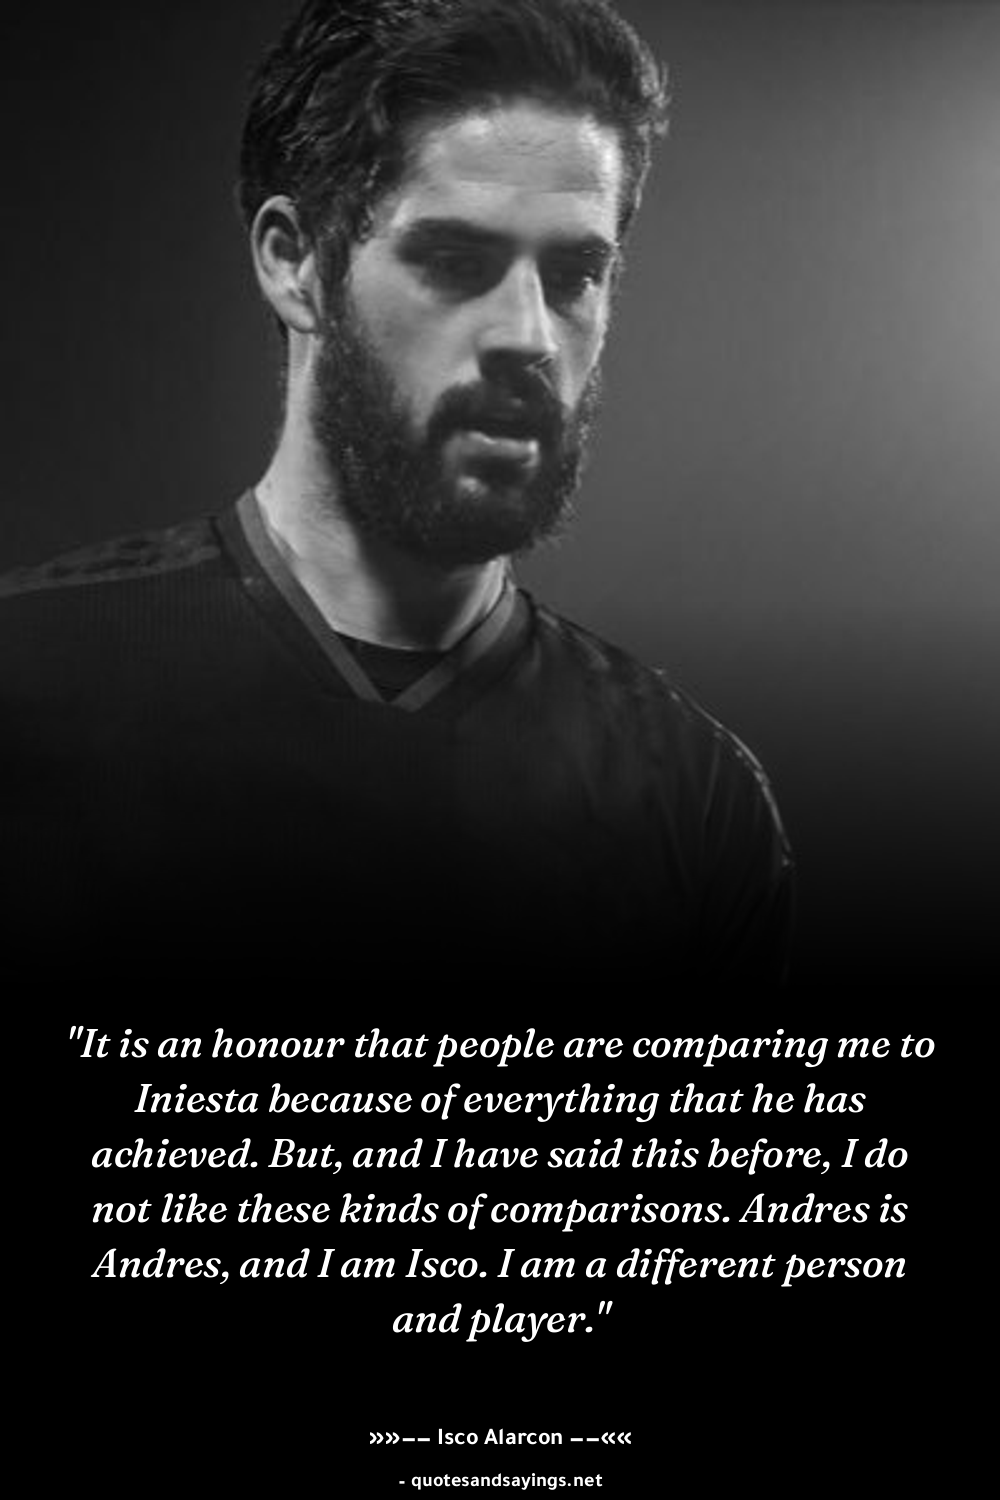 "It is an honour that people are comparing me to
Iniesta because of everything that he has
achieved. But, and I have said this before, I do
not like these kinds of comparisons. Andres is
Andres, and I am Isco. I am a different person
and player."
»»−− Isco Alarcon −−««
- quotesandsayings.net